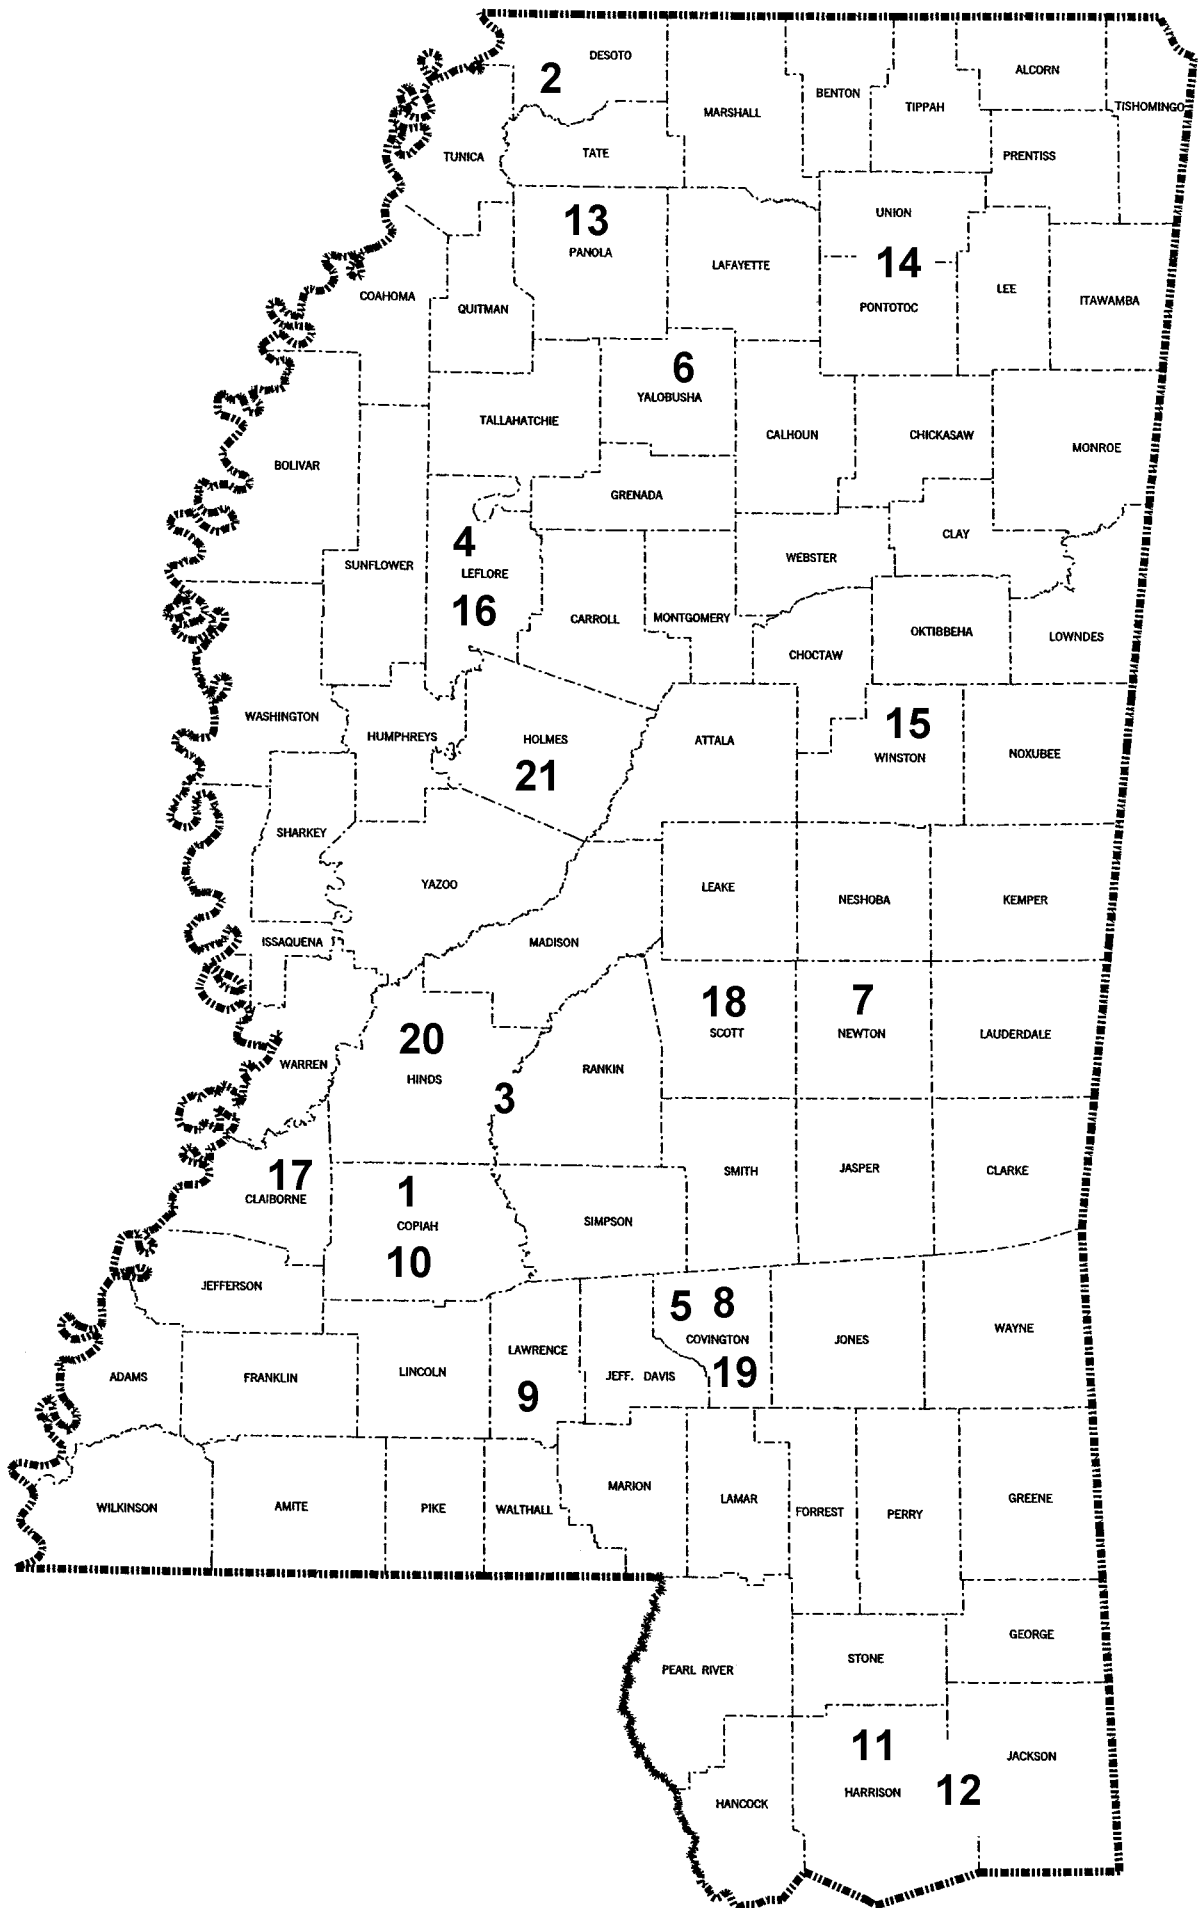 DESOTO
ALCORN
2
BENTON
TIPPAH
TISHOMINGO
MARSHALL
TUNICA
TATE
PRENTISS
13
UNION
PANOLA
14
LAFAYETTE
COAHOMA
QUITMAN
PONTOTOC
LEE
ITAWAMBA
6
YALOBUSHA
TALLAHATCHIE
CALHOUN
CHICKASAW
MONROE
BOLIVAR
GRENADA
4
CLAY
SUNFLOWER
LEFLORE
WEBSTER
16
CARROLL
MONTGOMERY
OKTIBBEHA
LOWNDES
CHOCTAW
WASHINGTON
15
HUMPHREYS
HOLMES
ATTALA
WINSTON
NOXUBEE
21
SHARKEY
YAZOO
LEAKE
NESHOBA
KEMPER
ISSAQUENA
MADISON
18
7
SCOTT
NEWTON
LAUDERDALE
20
WARREN
HINDS
RANKIN
3
17
SMITH
JASPER
CLARKE
CLAIBORNE
1
COPIAH
SIMPSON
10
JEFFERSON
5
8
WAYNE
COVINGTON
JONES
LAWRENCE
ADAMS
FRANKLIN
LINCOLN
JEFF. DAVIS
19
9
WILKINSON
AMITE
PIKE
WALTHALL
MARION
LAMAR
FORREST
PERRY
GREENE
GEORGE
STONE
PEARL RIVER
11
JACKSON
HARRISON
12
HANCOCK